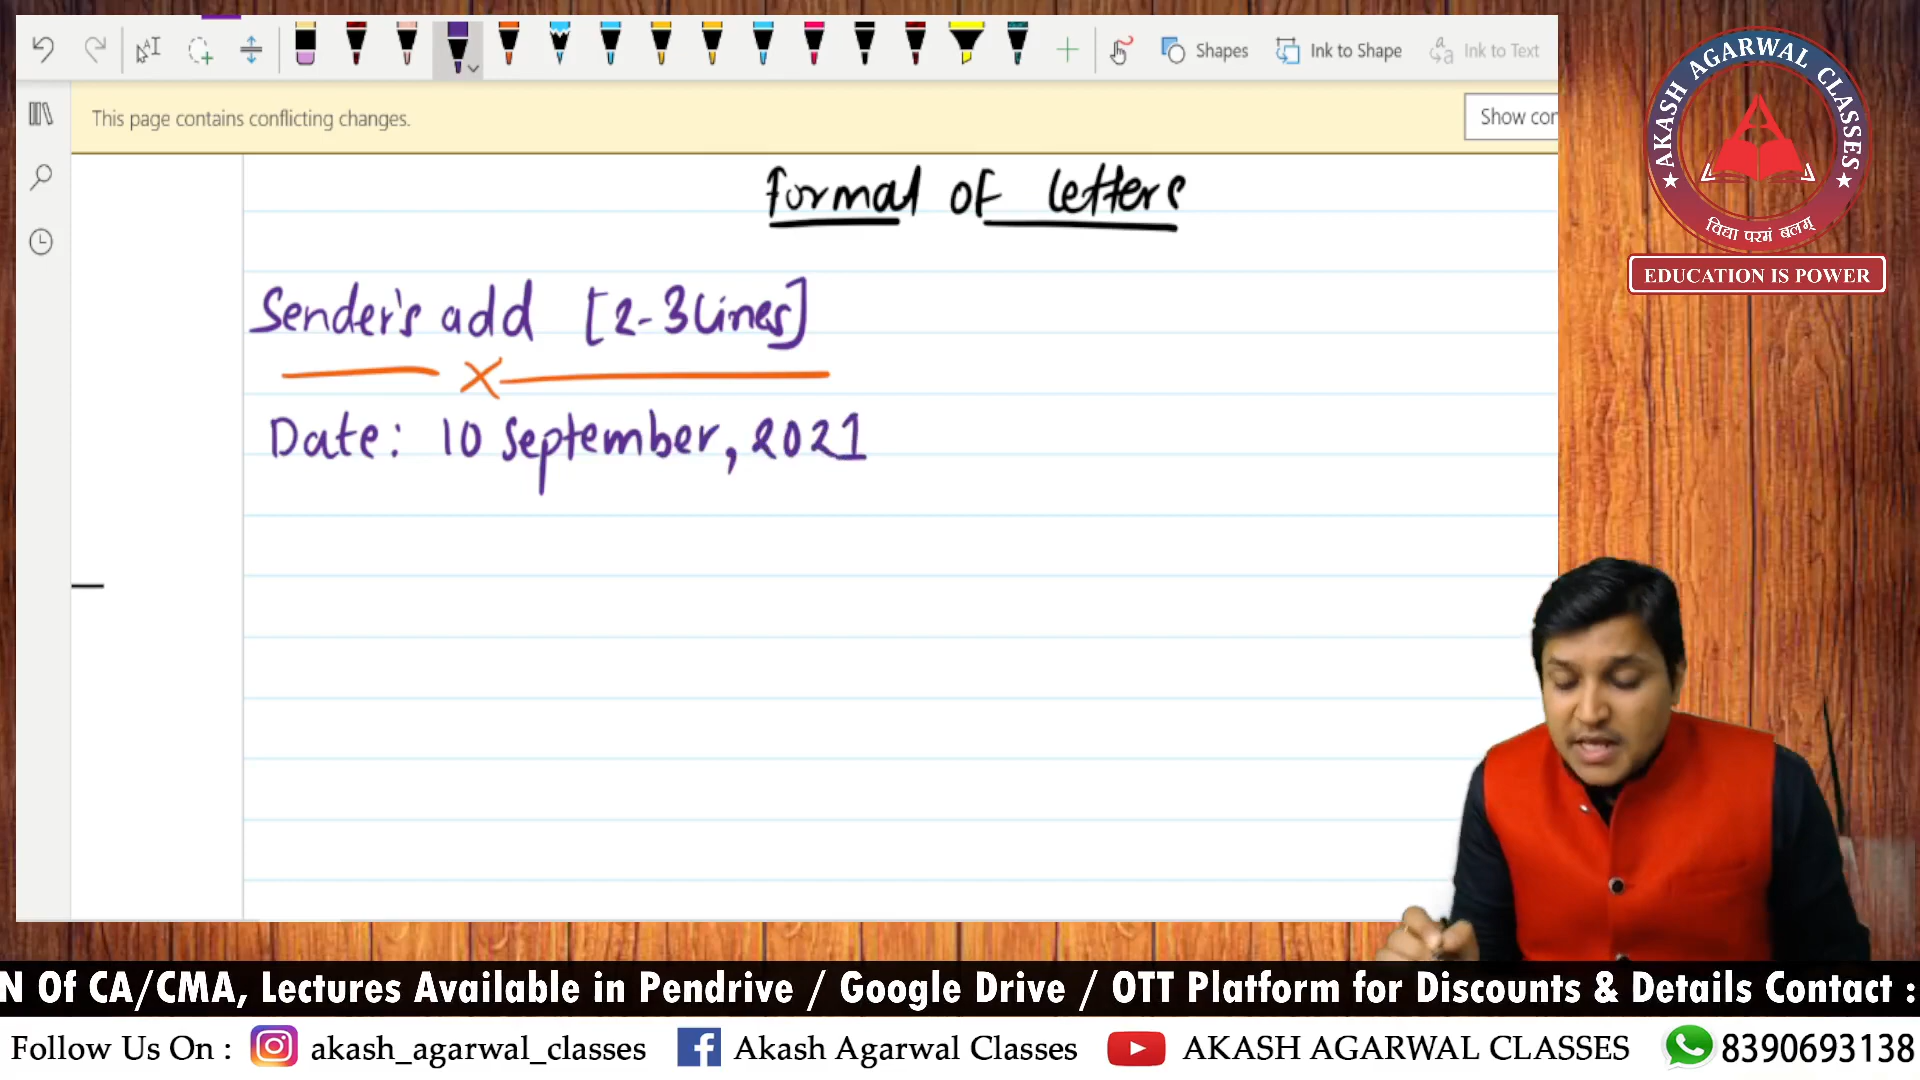 Shapes
Ink to Shape
Ink to Text
This page contains conflicting changes.
Show con
Formal of letters
Sender's add [2-3 lines]
X
Date: 10 September, 2021
AKASH AGARWAL CLASSES
विद्या परमं बलम्
EDUCATION IS POWER
N Of CA/CMA, Lectures Available in Pendrive / Google Drive / OTT Platform for Discounts & Details Contact :
Follow Us On : akash_agarwal_classes Akash Agarwal Classes AKASH AGARWAL CLASSES 8390693138